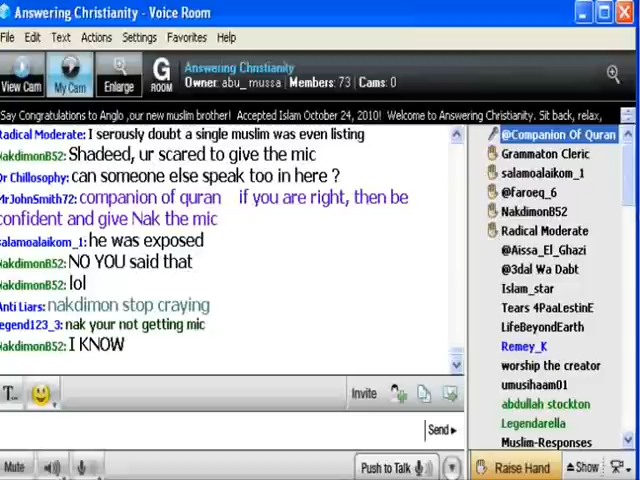 Answering Christianity - Voice Room
File Edit Text Actions Settings Favorites Help
View Cam My Cam Enlarge G ROOM
Answering Christianity
Owner: abu_mussa | Members: 73 | Cams: 0
Say Congratulations to Anglo ,our new muslim brother! Accepted Islam October 24, 2010! Welcome to Answering Christianity. Sit back, relax,
Radical Moderate: I serously doubt a single muslim was even listing
NakdimonB52: Shadeed, ur scared to give the mic
Dr Chillosophy: can someone else speak too in here ?
MrJohnSmith72: companion of quran if you are right, then be
confident and give Nak the mic
salamoalaikom_1: he was exposed
NakdimonB52: NO YOU said that
NakdimonB52: lol
Anti Liars: nakdimon stop craying
legend123_3: nak your not getting mic
NakdimonB52: I KNOW
@Companion Of Quran
Grammaton Cleric
salamoalaikom_1
@faroeq_6
NakdimonB52
Radical Moderate
@Aissa_El_Ghazi
@3dal Wa Dabt
Islam_star
Tears 4PaaLestinE
LifeBeyondEarth
Remey_K
worship the creator
umusihaam01
abdullah stockton
Legendarella
Muslim-Responses
T... Invite
Send
Mute Push to Talk Raise Hand Show